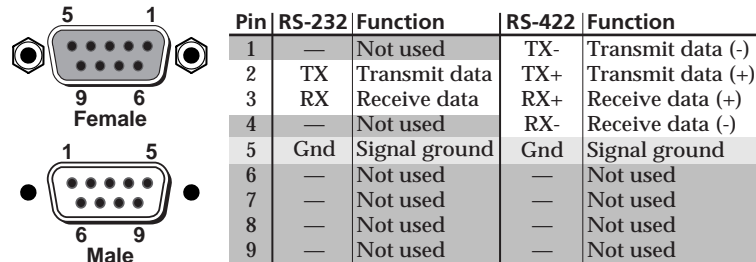 5 1
9 6
Female
1 5
6 9
Male
Pin RS-232 Function RS-422 Function
1 — Not used TX- Transmit data (-)
2 TX Transmit data TX+ Transmit data (+)
3 RX Receive data RX+ Receive data (+)
4 — Not used RX- Receive data (-)
5 Gnd Signal ground Gnd Signal ground
6 — Not used — Not used
7 — Not used — Not used
8 — Not used — Not used
9 — Not used — Not used